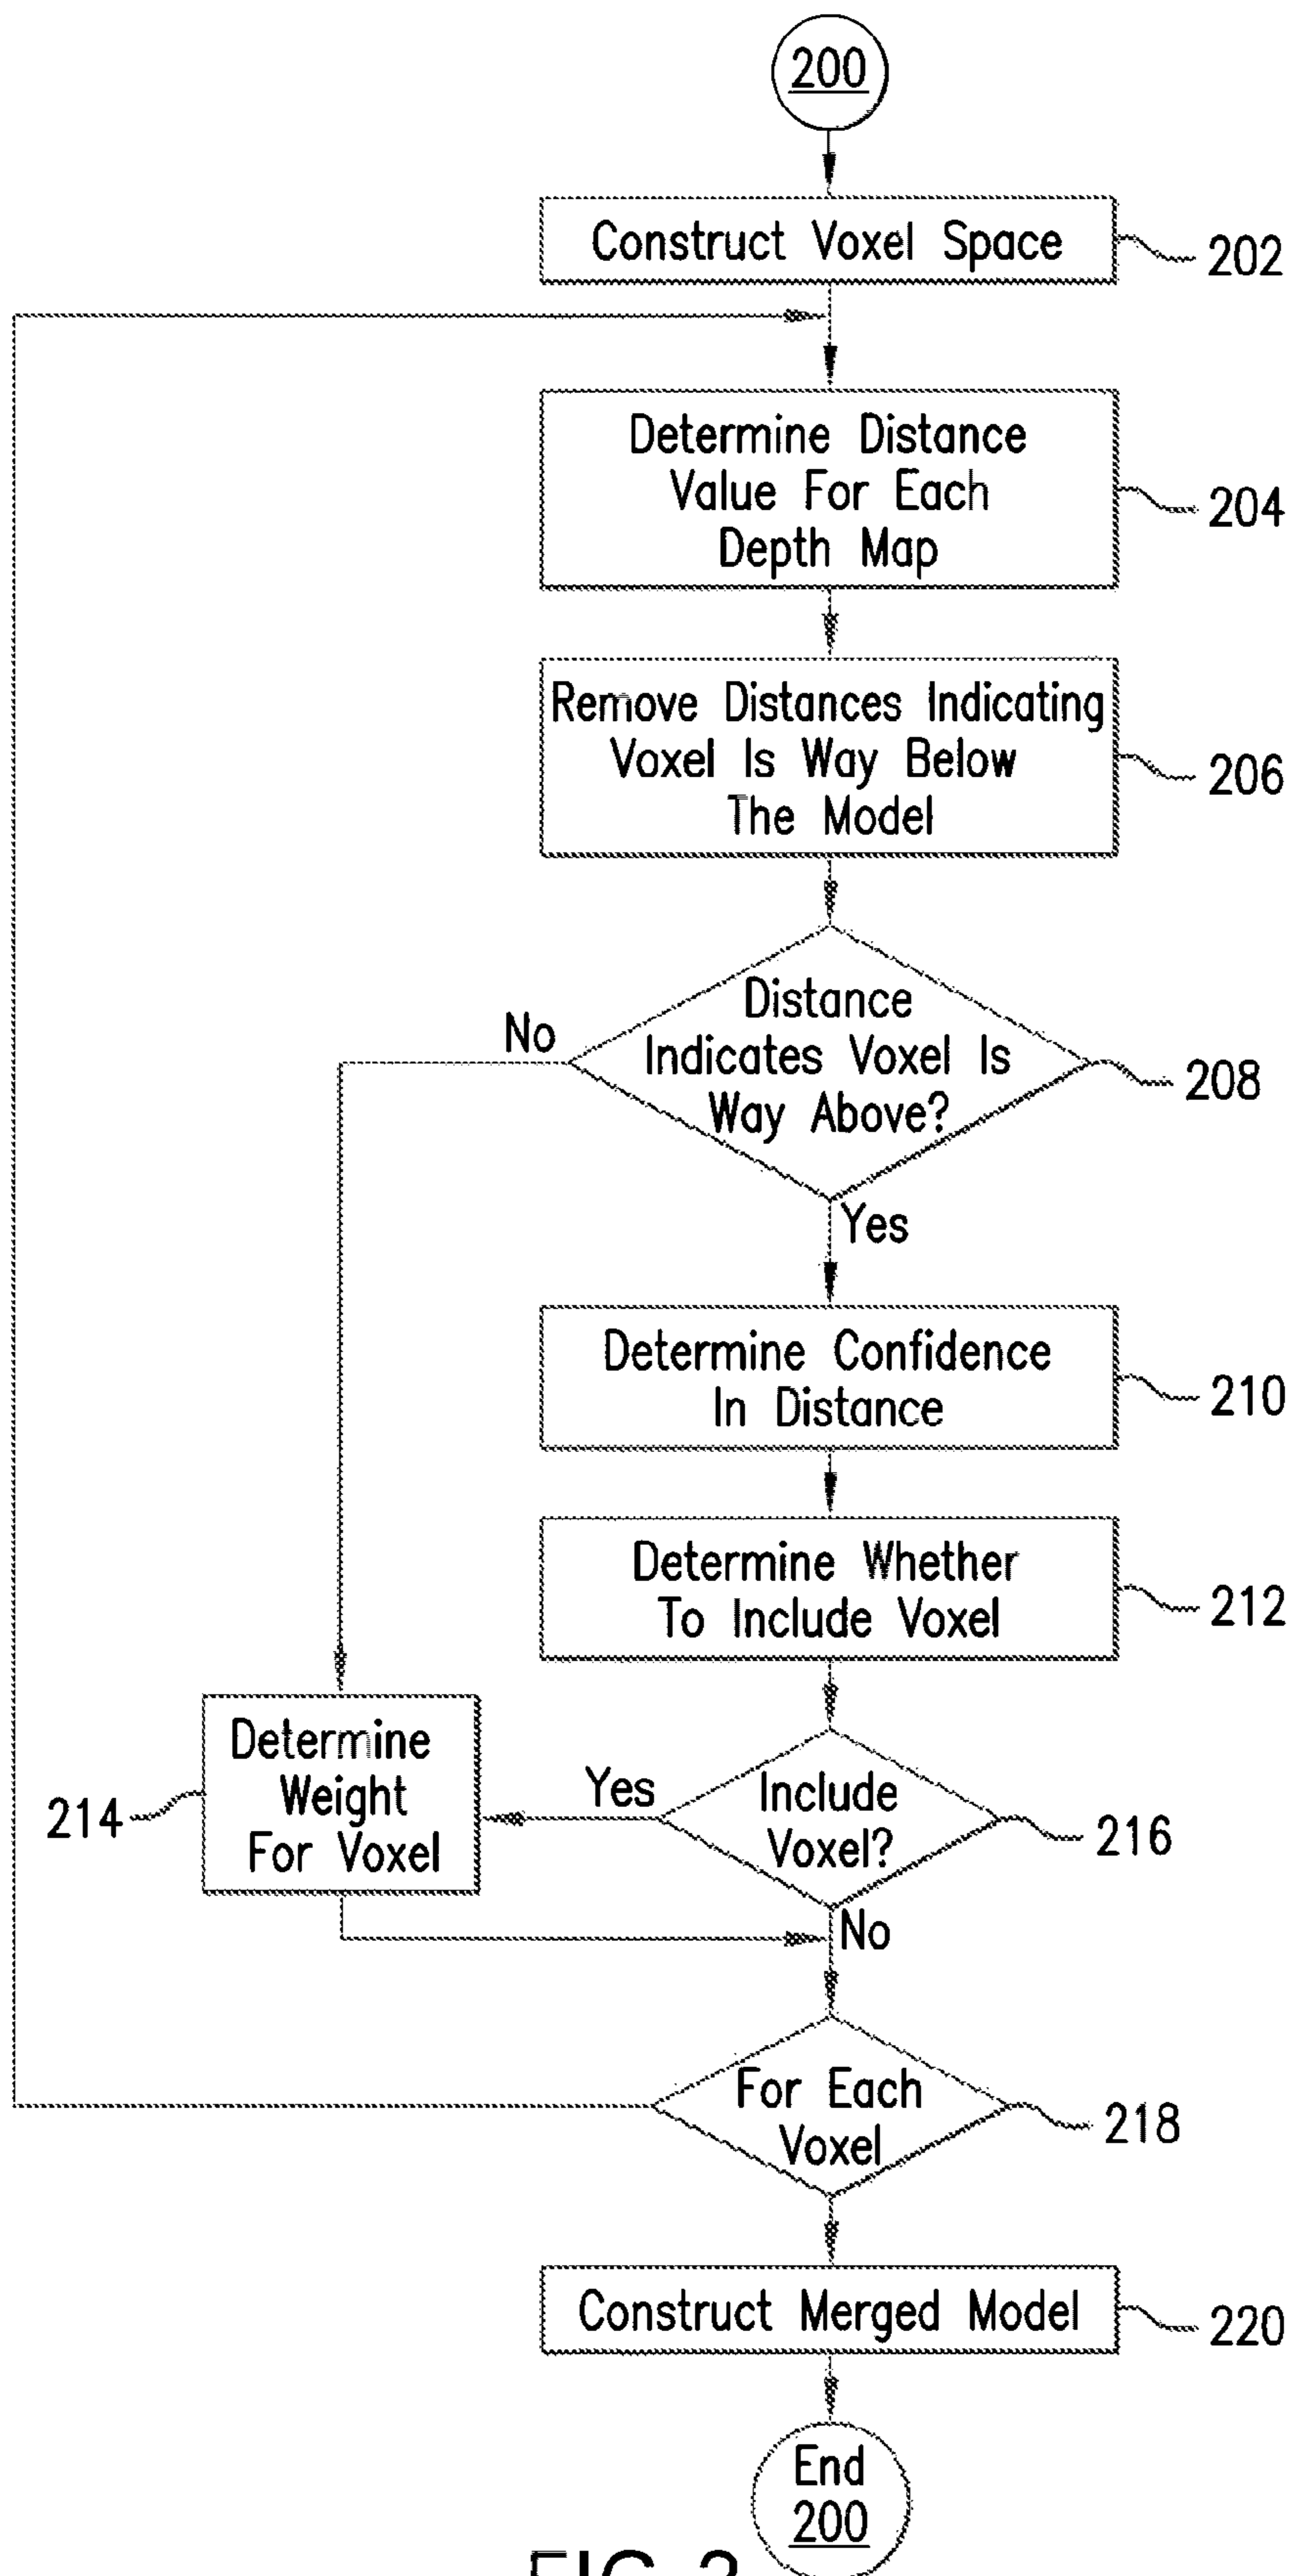 200
Construct Voxel Space
202
Determine Distance
Value For Each
Depth Map
204
Remove Distances Indicating
Voxel Is Way Below
The Model
206
Distance
Indicates Voxel Is
Way Above?
208
No
Yes
Determine Confidence
In Distance
210
Determine Whether
To Include Voxel
212
Determine
Weight
For Voxel
214
Yes
Include
Voxel?
216
No
For Each
Voxel
218
Construct Merged Model
220
End
200